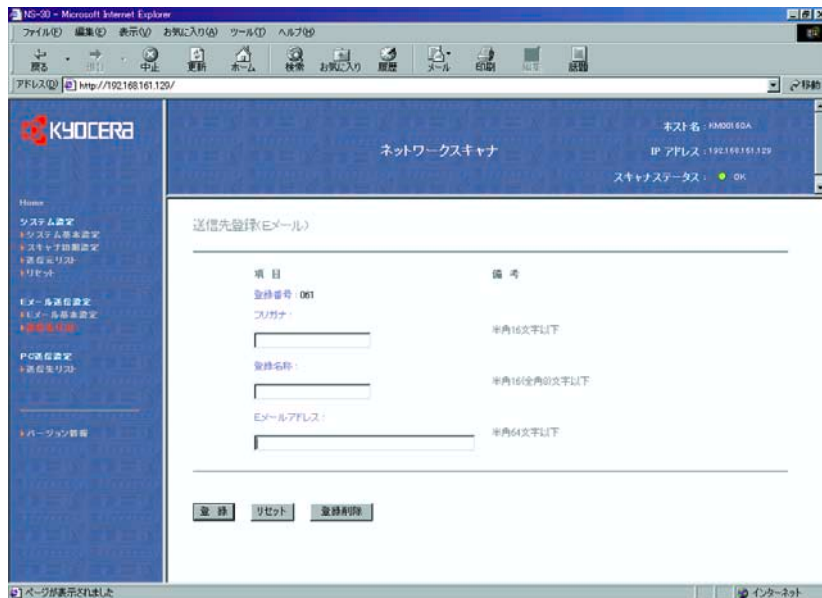 NS-30 - Microsoft Internet Explorer
ファイル(F) 編集(E) 表示(V) お気に入り(A) ツール(T) ヘルプ(H)
戻る 中止 更新 ホーム 検索 お気に入り 履歴 メール 印刷 編集 話題
アドレス(D) http://192.168.161.129/ 移動
KYOCERA
ネットワークスキャナ
ホスト名 : KM00160A
IP アドレス : 192.168.161.129
スキャナステータス : OK
Home
システム設定
システム基本設定
スキャナ初期設定
送信元リスト
リセット
Eメール送信設定
Eメール基本設定
送信先リスト
PC送信設定
送信先リスト
バージョン情報
送信先登録(Eメール)
項 目 備 考
登録番号 : 061
フリガナ :
半角16文字以下
登録名称 :
半角16(全角8)文字以下
Eメールアドレス :
半角64文字以下
登 録 リセット 登録削除
ページが表示されました インターネット